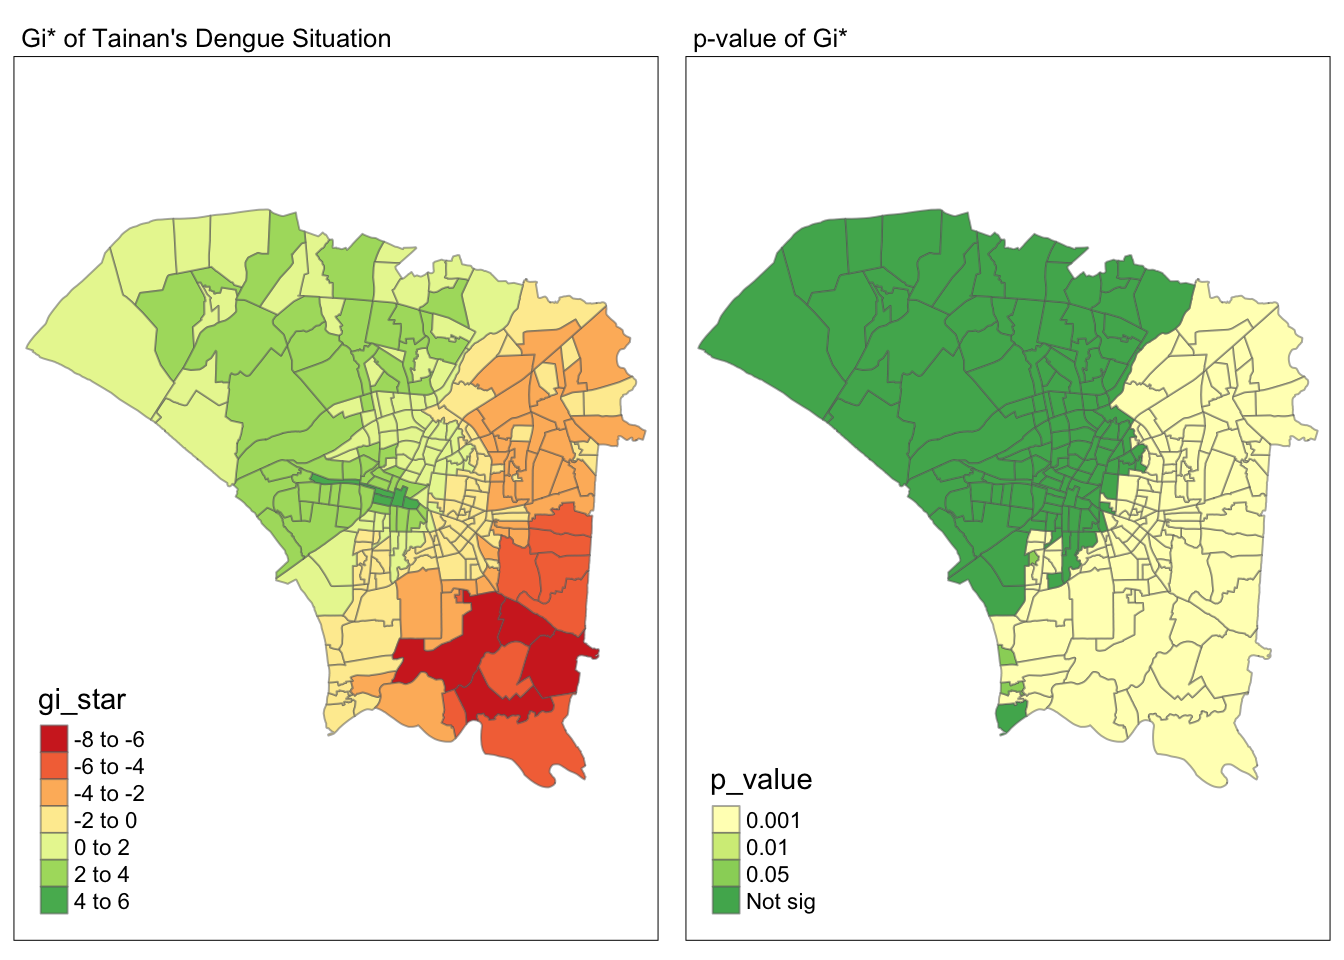 Gi* of Tainan's Dengue Situation
gi_star
-8 to -6
-6 to -4
-4 to -2
-2 to 0
0 to 2
2 to 4
4 to 6
p-value of Gi*
p_value
0.001
0.01
0.05
Not sig